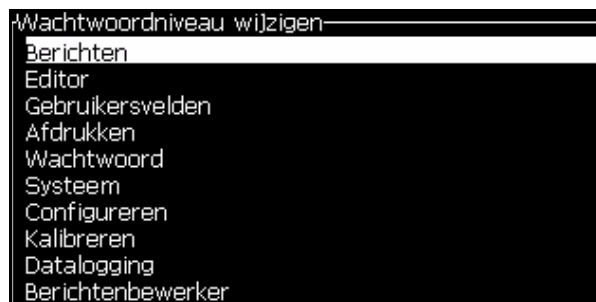 Wachtwoordniveau wijzigen
Berichten
Editor
Gebruikersvelden
Afdrukken
Wachtwoord
Systeem
Configureren
Kalibreren
Datalogging
Berichtenbewerker